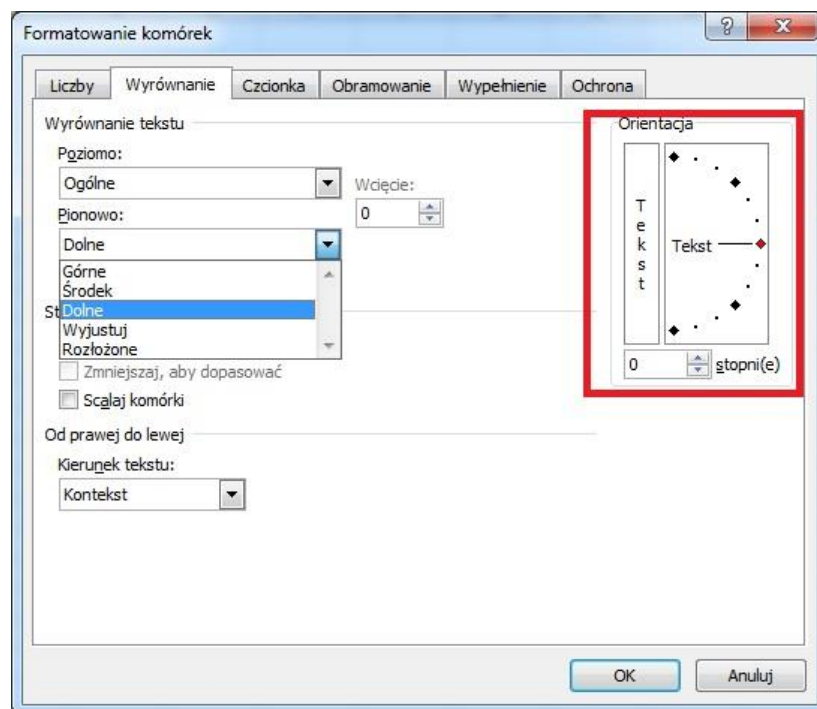 Formatowanie komórek
Liczby Wyrównanie Czcionka Obramowanie Wypełnienie Ochrona
Wyrównanie tekstu
Poziomo:
Ogólne
Wcięcie:
0
Pionowo:
Dolne
Górne
Środek
Dolne
Wyjustuj
Rozłożone
St
Zmniejszaj, aby dopasować
Scalaj komórki
Od prawej do lewej
Kierunek tekstu:
Kontekst
Orientacja
Tekst
Tekst
0 stopni(e)
OK Anuluj